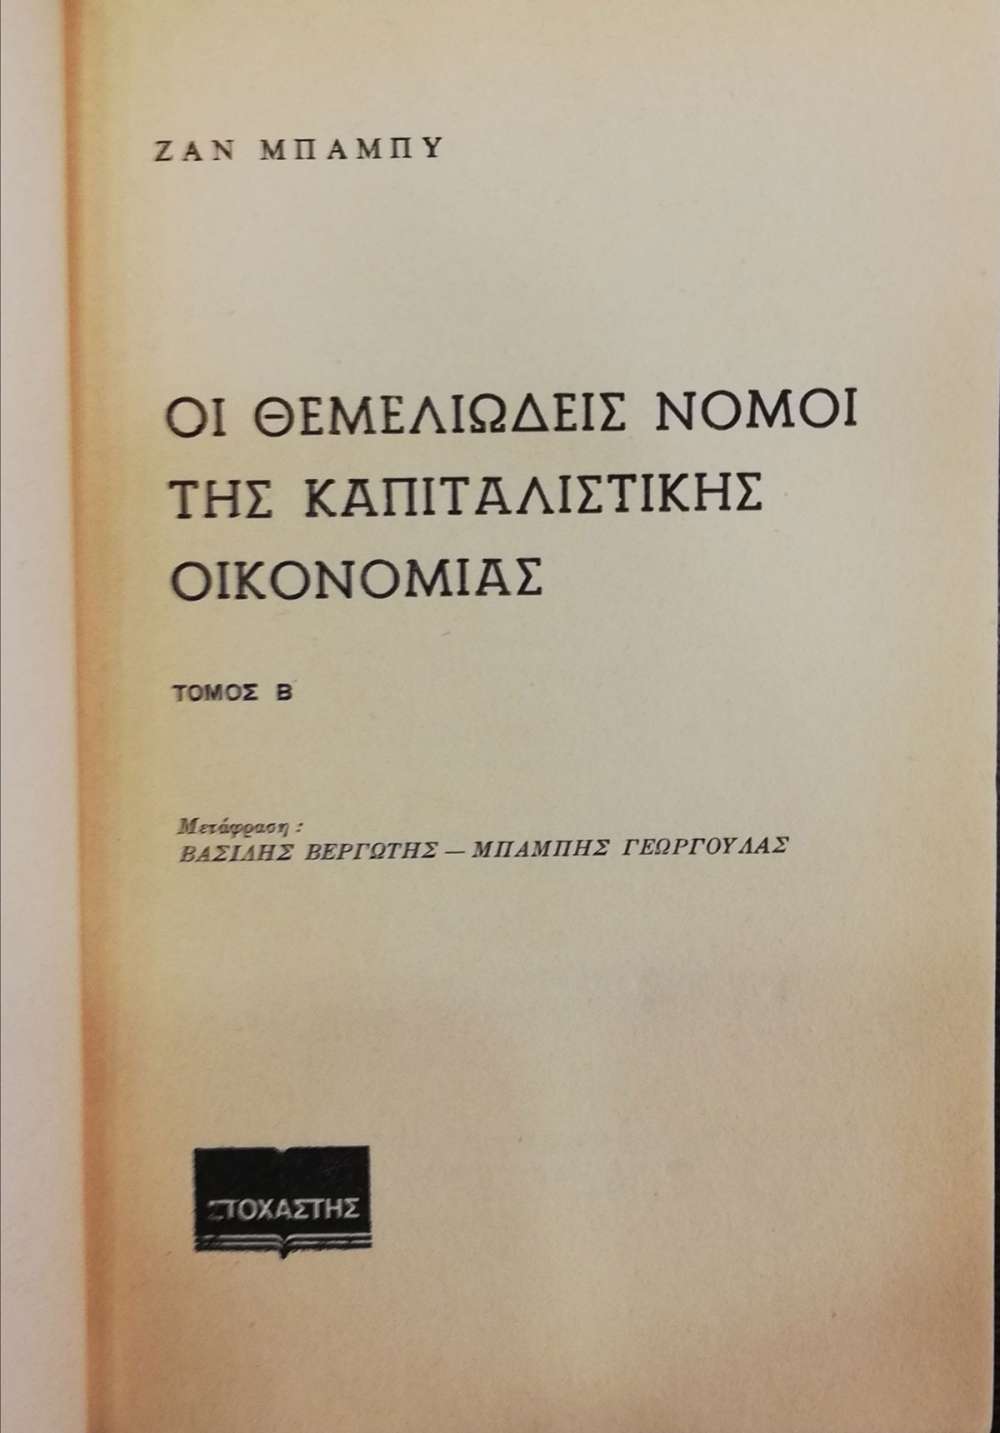 ΖΑΝ ΜΠΑΜΠΥ
ΟΙ ΘΕΜΕΛΙΩΔΕΙΣ ΝΟΜΟΙ
ΤΗΣ ΚΑΠΙΤΑΛΙΣΤΙΚΗΣ
ΟΙΚΟΝΟΜΙΑΣ
ΤΟΜΟΣ Β
Μετάφραση :
ΒΑΣΙΛΗΣ ΒΕΡΓΩΤΗΣ — ΜΠΑΜΠΗΣ ΓΕΩΡΓΟΥΛΑΣ
ΣΤΟΧΑΣΤΗΣ